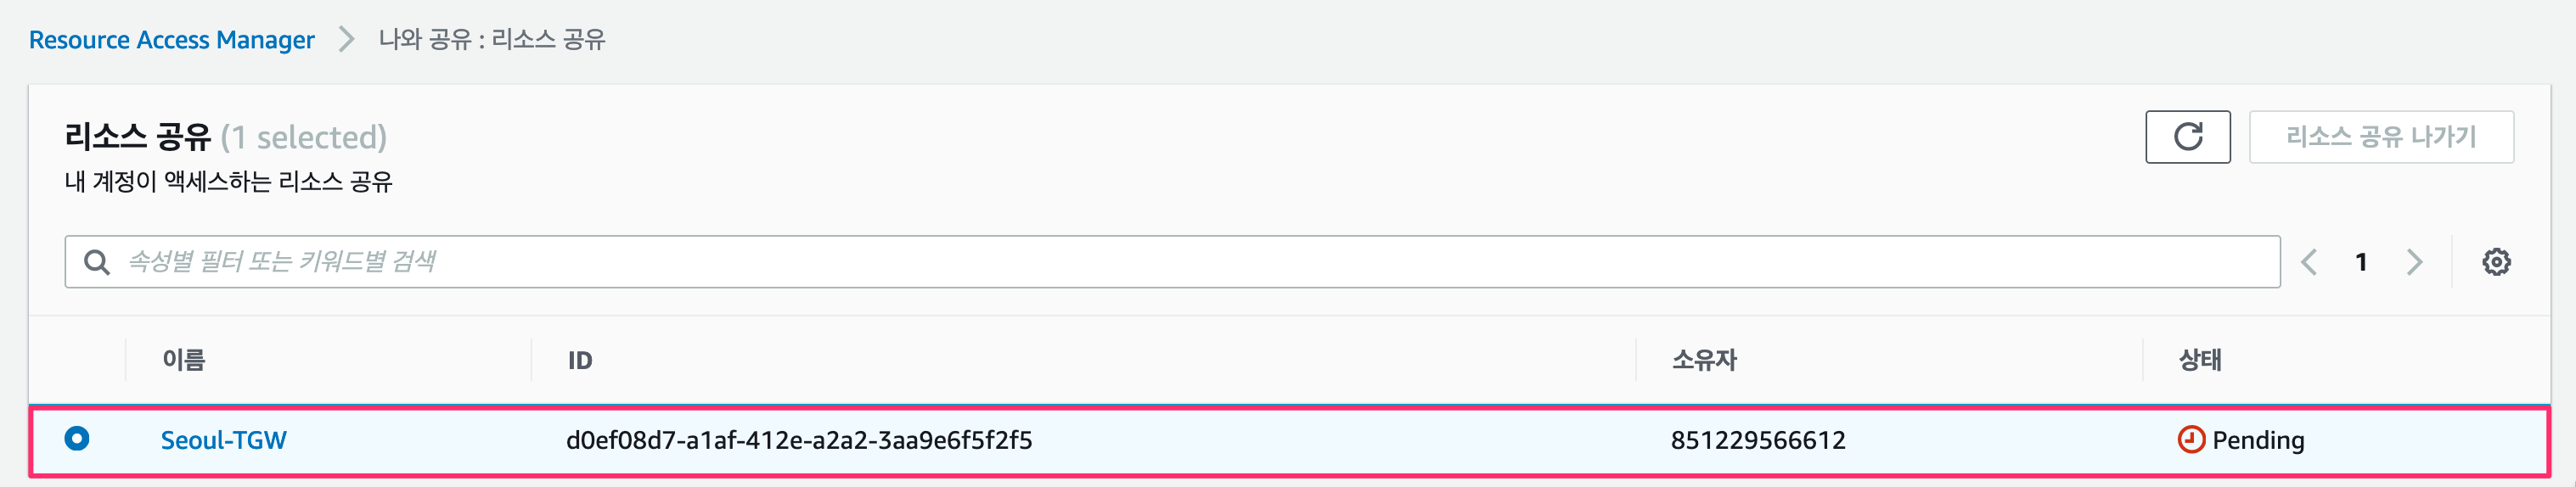 Resource Access Manager > 나와 공유 : 리소스 공유
리소스 공유 (1 selected)
리소스 공유 나가기
내 계정이 액세스하는 리소스 공유
속성별 필터 또는 키워드별 검색
1
이름 ID 소유자 상태
Seoul-TGW d0ef08d7-a1af-412e-a2a2-3aa9e6f5f2f5 851229566612 Pending